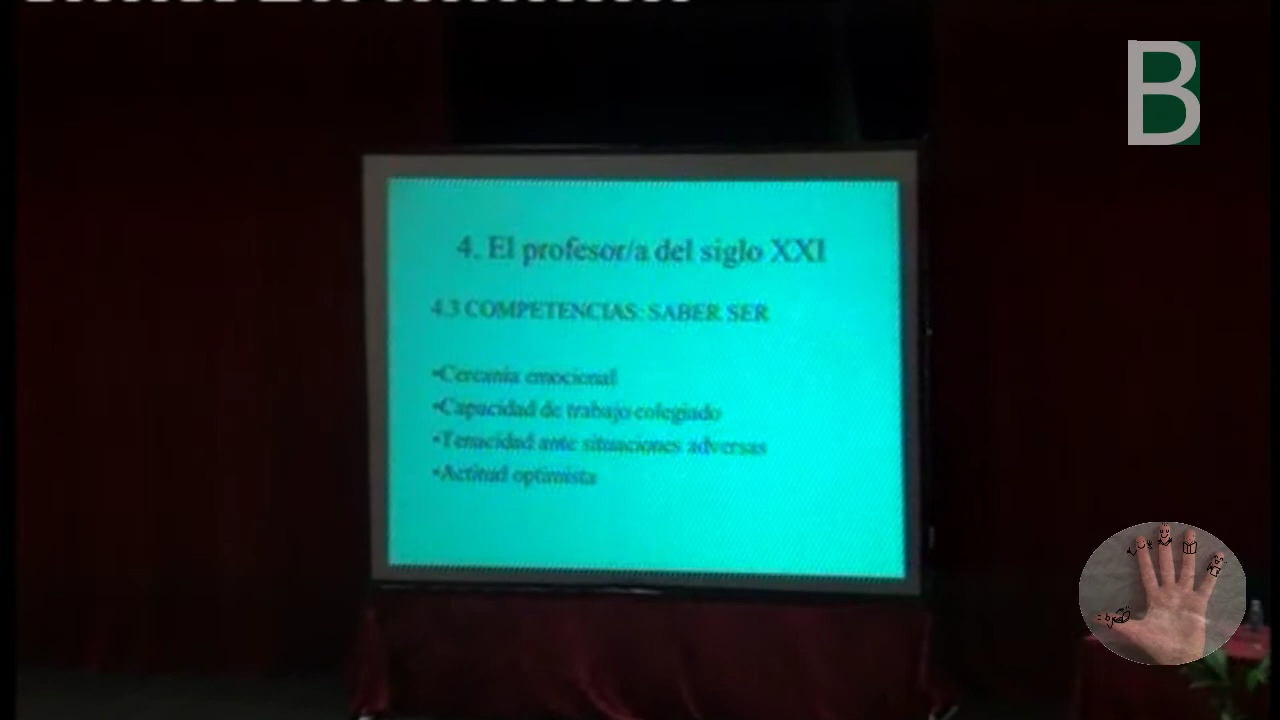 B
4. El profesor/a del siglo XXI
4.3 COMPETENCIAS: SABER SER
•Cercanía emocional
•Capacidad de trabajo colegiado
•Tenacidad ante situaciones adversas
•Actitud optimista